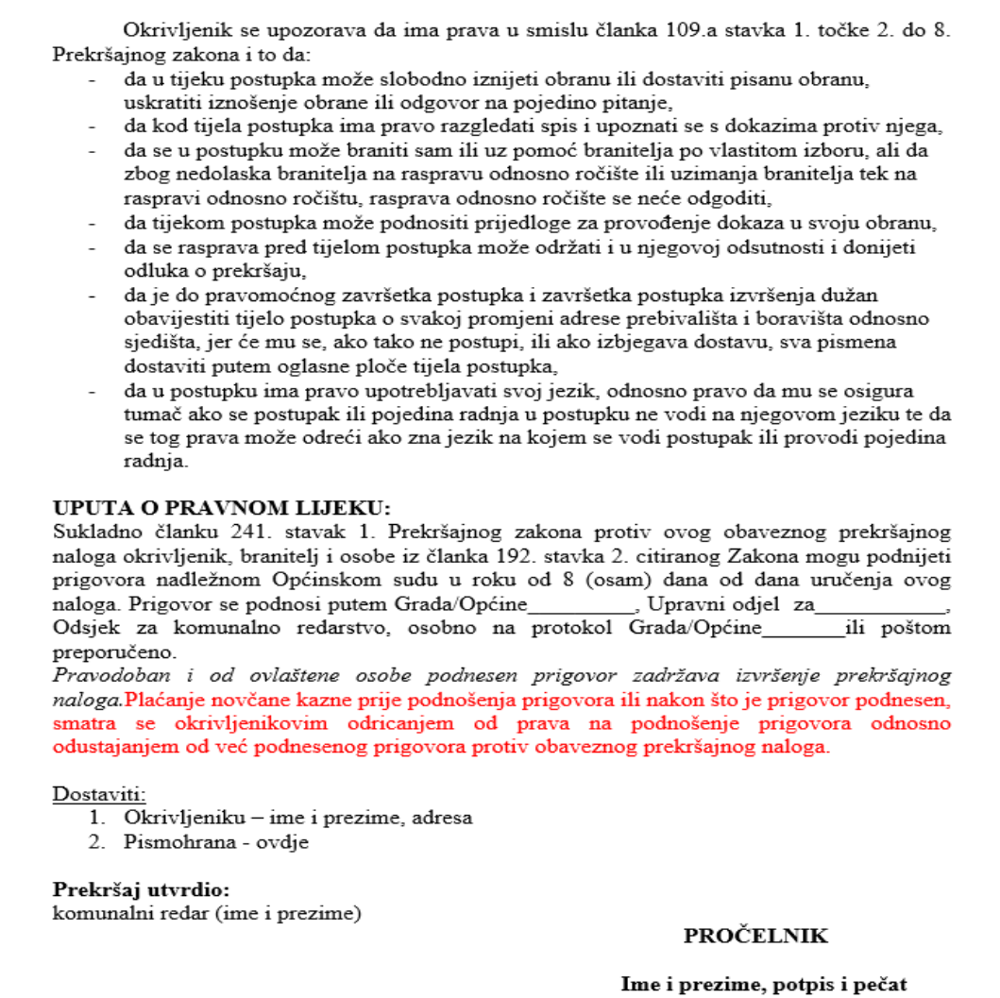 Okrivljenik se upozorava da ima prava u smislu članka 109.a stavka 1. točke 2. do 8.
Prekršajnog zakona i to da:
- da u tijeku postupka može slobodno iznijeti obranu ili dostaviti pisanu obranu,
uskratiti iznošenje obrane ili odgovor na pojedino pitanje,
- da kod tijela postupka ima pravo razgledati spis i upoznati se s dokazima protiv njega,
- da se u postupku može braniti sam ili uz pomoć branitelja po vlastitom izboru, ali da
zbog nedolaska branitelja na raspravu odnosno ročište ili uzimanja branitelja tek na
raspravi odnosno ročištu, rasprava odnosno ročište se neće odgoditi,
- da tijekom postupka može podnositi prijedloge za provođenje dokaza u svoju obranu,
- da se rasprava pred tijelom postupka može održati i u njegovoj odsutnosti i donijeti
odluka o prekršaju,
- da je do pravomoćnog završetka postupka i završetka postupka izvršenja dužan
obavijestiti tijelo postupka o svakoj promjeni adrese prebivališta i boravišta odnosno
sjedišta, jer će mu se, ako tako ne postupi, ili ako izbjegava dostavu, sva pismena
dostaviti putem oglasne ploče tijela postupka,
- da u postupku ima pravo upotrebljavati svoj jezik, odnosno pravo da mu se osigura
tumač ako se postupak ili pojedina radnja u postupku ne vodi na njegovom jeziku te da
se tog prava može odreći ako zna jezik na kojem se vodi postupak ili provodi pojedina
radnja.
UPUTA O PRAVNOM LIJEKU:
Sukladno članku 241. stavak 1. Prekršajnog zakona protiv ovog obaveznog prekršajnog
naloga okrivljenik, branitelj i osobe iz članka 192. stavka 2. citiranog Zakona mogu podnijeti
prigovora nadležnom Općinskom sudu u roku od 8 (osam) dana od dana uručenja ovog
naloga. Prigovor se podnosi putem Grada/Općine_________, Upravni odjel za___________,
Odsjek za komunalno redarstvo, osobno na protokol Grada/Općine_______ili poštom
preporučeno.
Pravodoban i od ovlaštene osobe podnesen prigovor zadržava izvršenje prekršajnog
naloga.Plaćanje novčane kazne prije podnošenja prigovora ili nakon što je prigovor podnesen,
smatra se okrivljenikovim odricanjem od prava na podnošenje prigovora odnosno
odustajanjem od već podnesenog prigovora protiv obaveznog prekršajnog naloga.
Dostaviti:
1. Okrivljeniku – ime i prezime, adresa
2. Pismohrana - ovdje
Prekršaj utvrdio:
komunalni redar (ime i prezime)
PROČELNIK
Ime i prezime, potpis i pečat